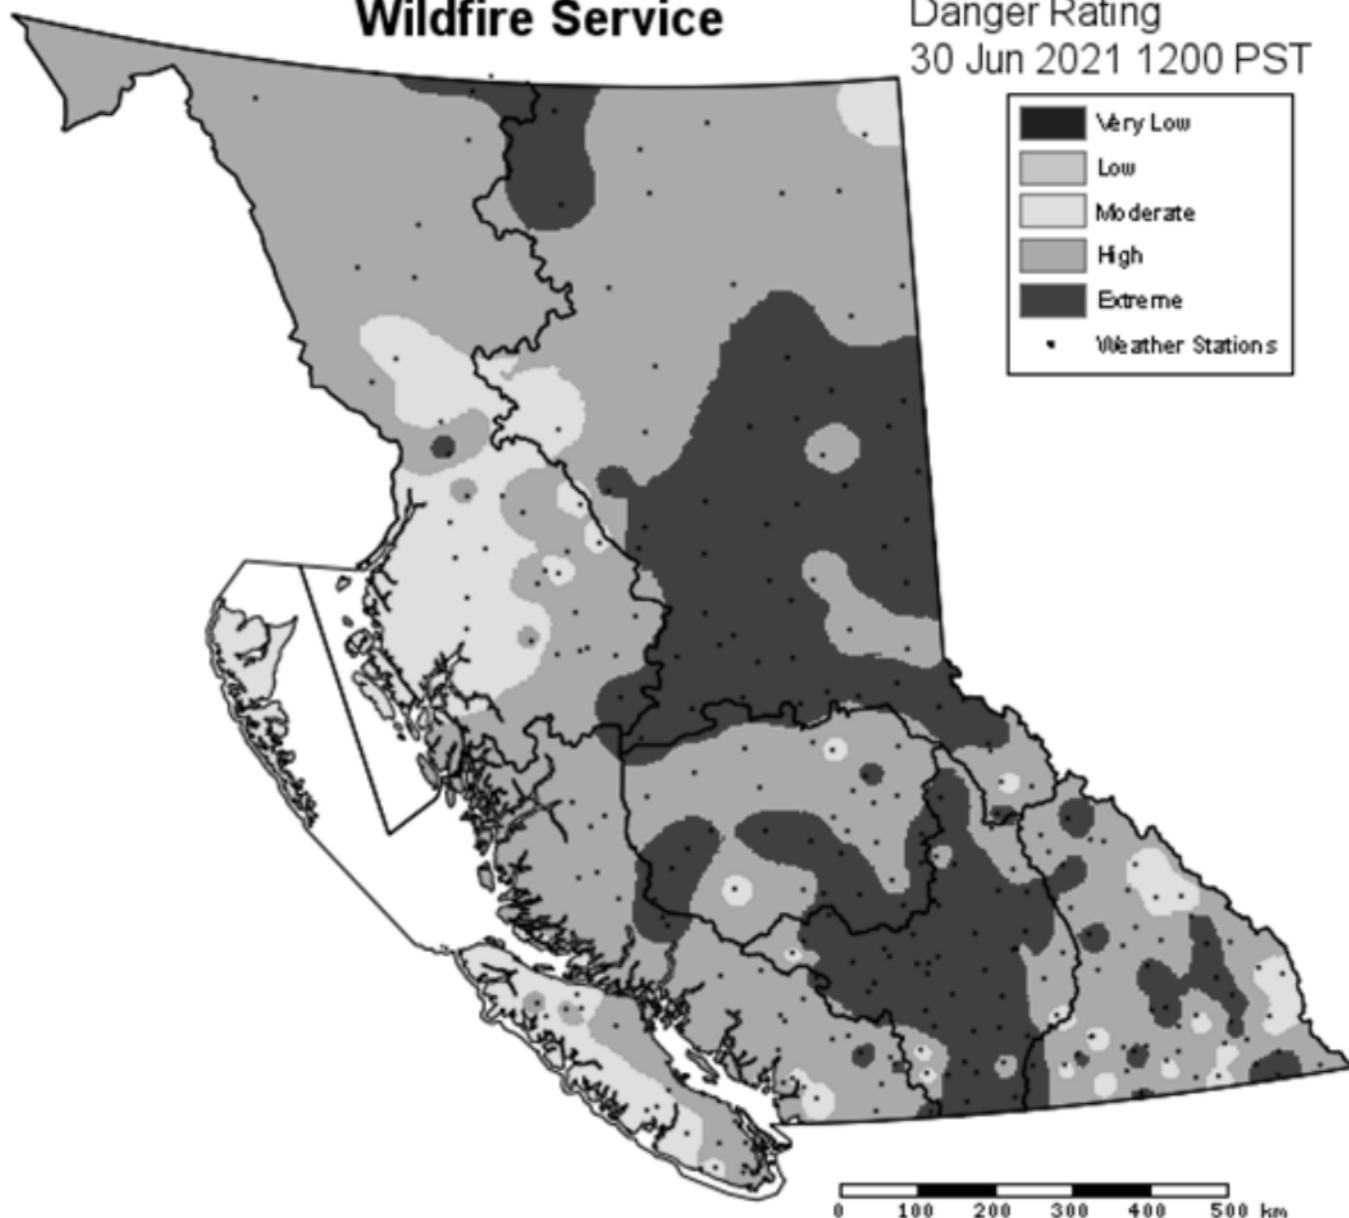 Wildfire Service
Danger Rating
30 Jun 2021 1200 PST
Very Low
Low
Moderate
High
Extreme
Weather Stations
0 100 200 300 400 500 km